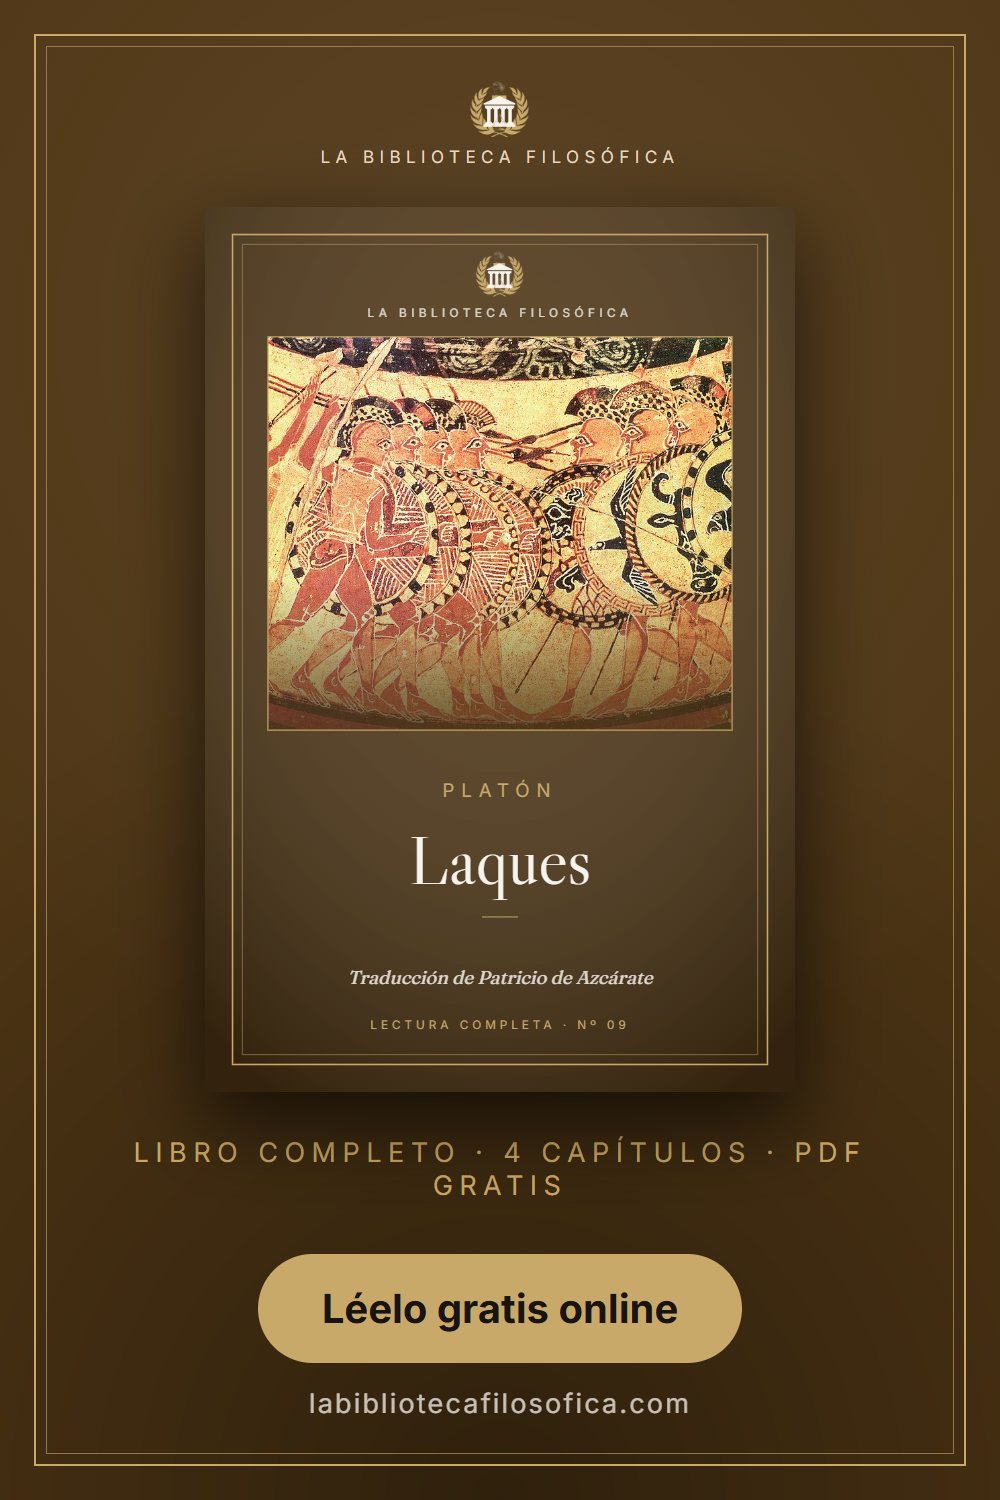 LA BIBLIOTECA FILOSÓFICA
LA BIBLIOTECA FILOSÓFICA
PLATÓN
Laques
Traducción de Patricio de Azcárate
LECTURA COMPLETA · Nº 09
LIBRO COMPLETO · 4 CAPÍTULOS · PDF
GRATIS
Léelo gratis online
labibliotecafilosofica.com